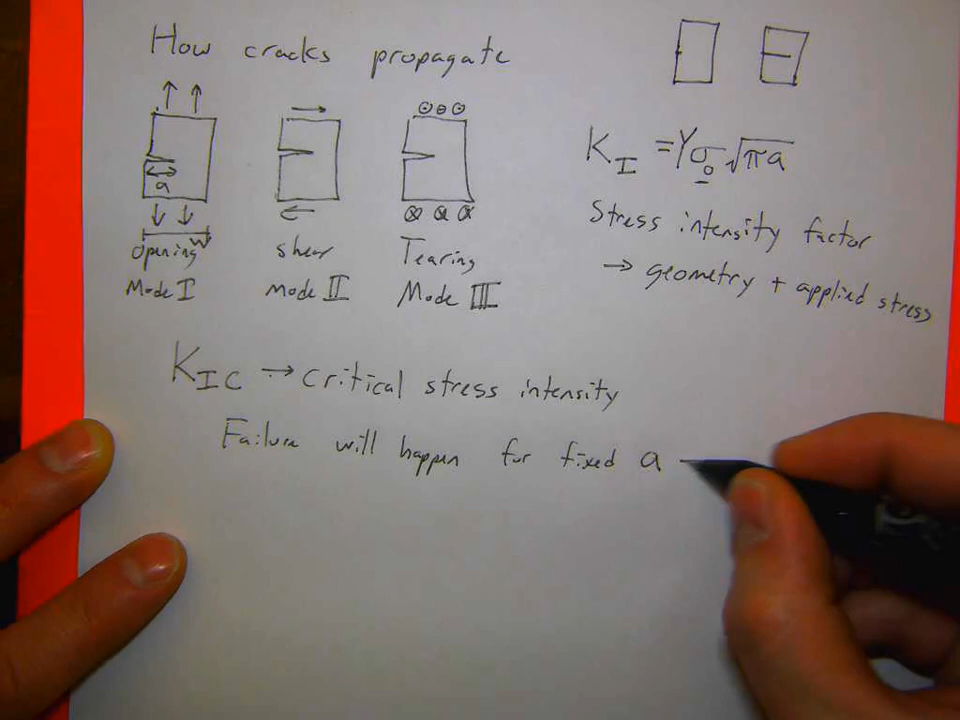 How cracks propagate
a
w
opening
Mode I
shear
mode II
Tearing
Mode III
K_I = Yσ₀√πa
Stress intensity factor
→ geometry + applied stress
K_IC → critical stress intensity
Failure will happen for fixed a